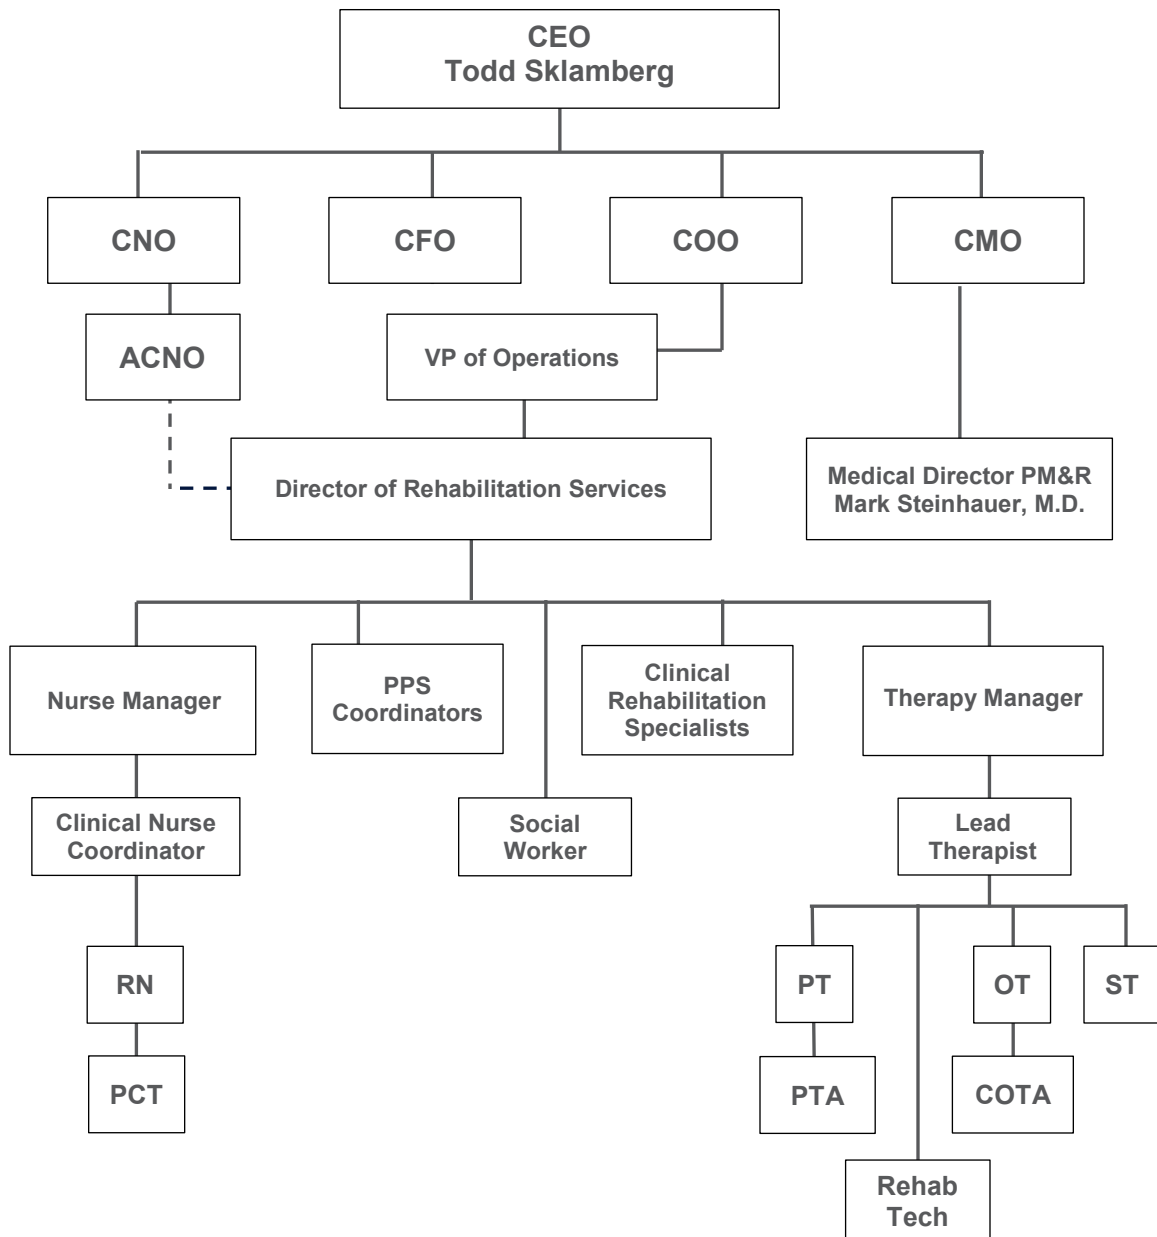 CEO
Todd Sklamberg
CNO
CFO
COO
CMO
ACNO
VP of Operations
Director of Rehabilitation Services
Medical Director PM&R
Mark Steinhauer, M.D.
Nurse Manager
PPS
Coordinators
Clinical
Rehabilitation
Specialists
Therapy Manager
Clinical Nurse
Coordinator
Social
Worker
Lead
Therapist
RN
PT
OT
ST
PCT
PTA
COTA
Rehab
Tech